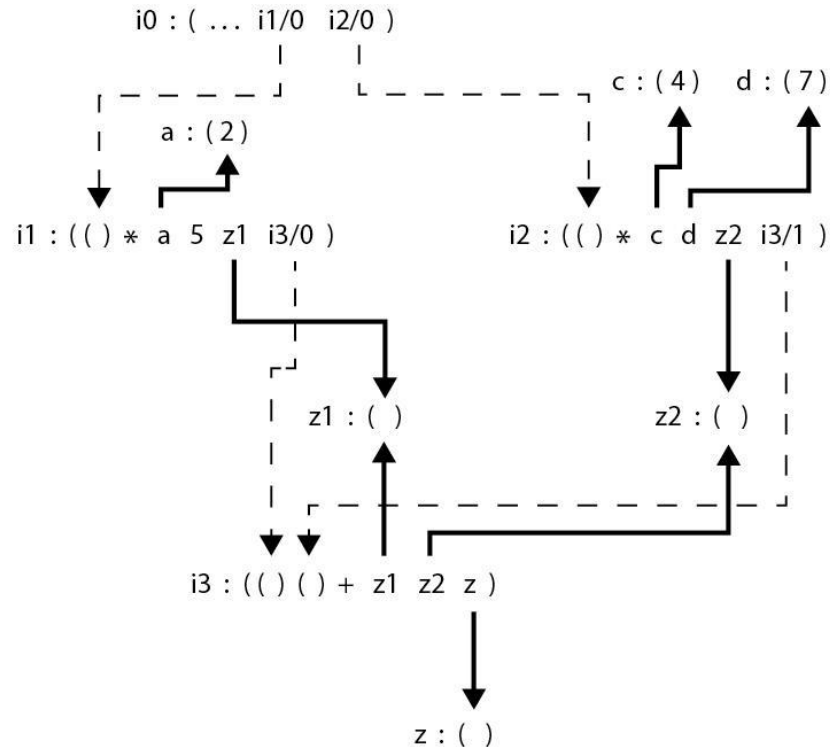 i0 : ( ... i1/0 i2/0 )
c : ( 4 ) d : ( 7 )
a : ( 2 )
i1 : ( ( ) * a 5 z1 i3/0 )
i2 : ( ( ) * c d z2 i3/1 )
z1 : ( )
z2 : ( )
i3 : ( ( ) ( ) + z1 z2 z )
z : ( )